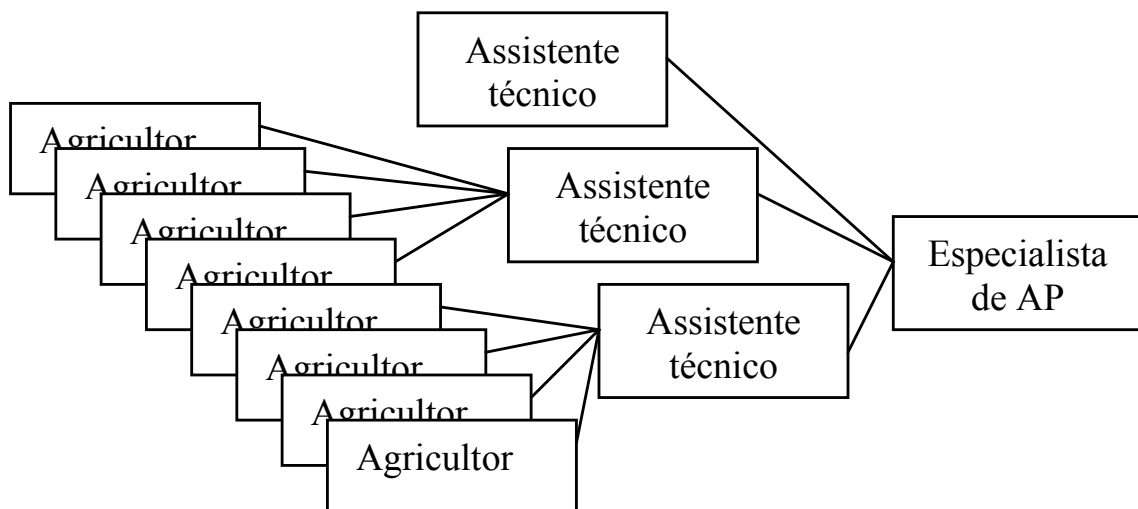 Assistente
técnico
Agricultor
Agricultor
Agricultor
Agricultor
Agricultor
Agricultor
Agricultor
Agricultor
Assistente
técnico
Assistente
técnico
Especialista
de AP